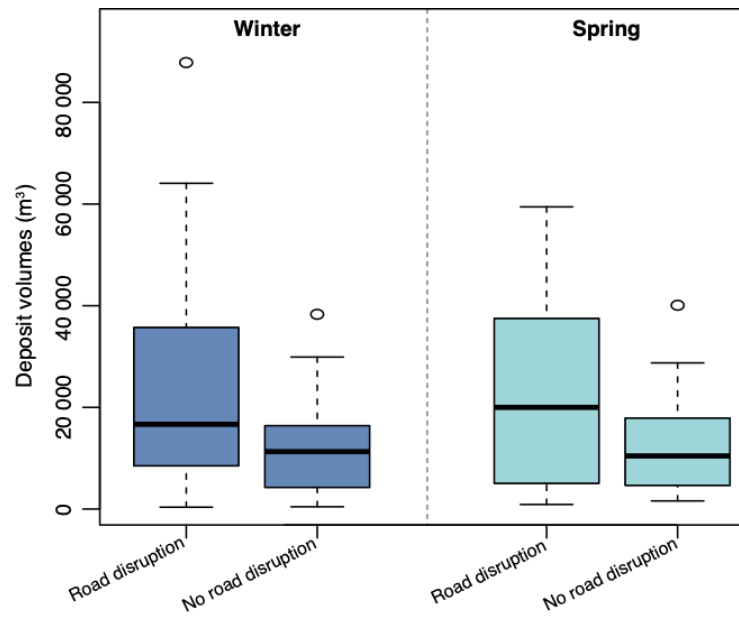 Winter
Spring
Deposit volumes (m³)
80 000
60 000
40 000
20 000
0
Road disruption
No road disruption
Road disruption
No road disruption